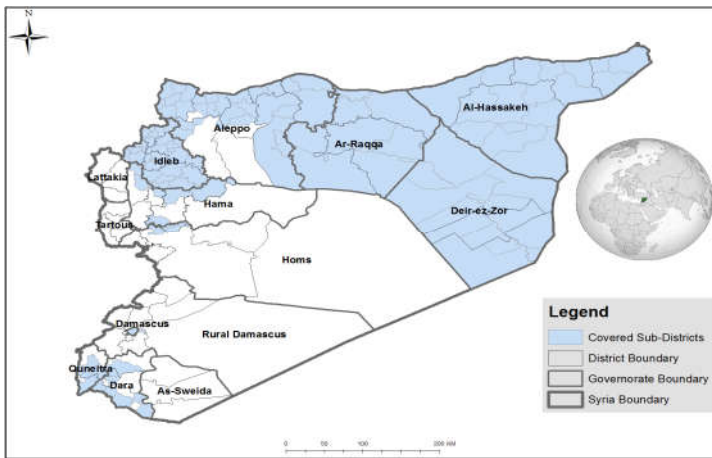 N
Al-Hassakeh
Aleppo
Ar-Raqqa
Idleb
Lattakia
Hama
Deir-ez-Zor
Tartous
Homs
Damascus
Rural Damascus
Quneitra
Dara
As-Sweida
Legend
Covered Sub-Districts
District Boundary
Governorate Boundary
Syria Boundary
0 50 100 200 KM